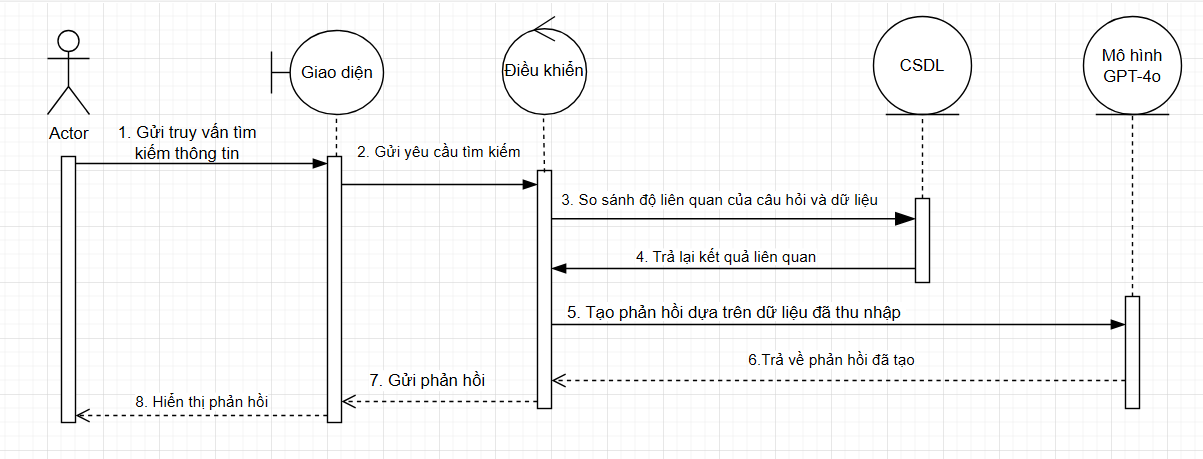 Giao diện
Điều khiển
CSDL
Mô hình
GPT-4o
Actor
1. Gửi truy vấn tìm
kiếm thông tin
2. Gửi yêu cầu tìm kiếm
3. So sánh độ liên quan của câu hỏi và dữ liệu
4. Trả lại kết quả liên quan
5. Tạo phản hồi dựa trên dữ liệu đã thu nhập
6.Trả về phản hồi đã tạo
7. Gửi phản hồi
8. Hiển thị phản hồi